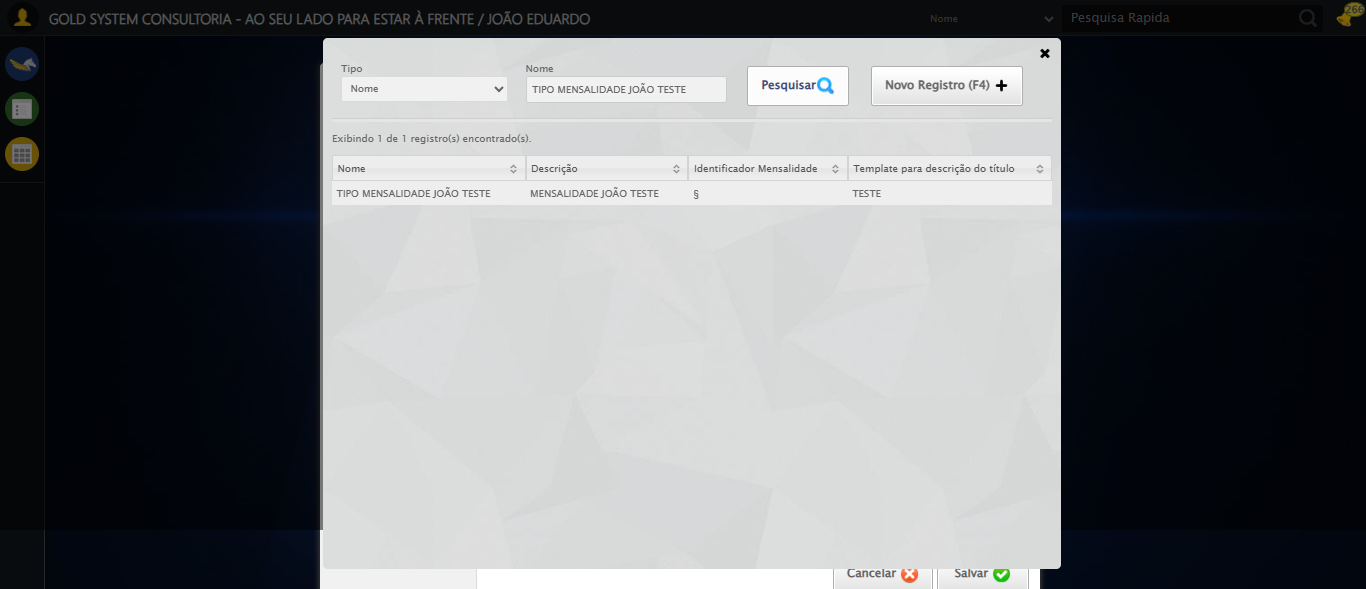 GOLD SYSTEM CONSULTORIA - AO SEU LADO PARA ESTAR À FRENTE / JOÃO EDUARDO
Nome
Pesquisa Rapida
266
Tipo
Nome
Nome
TIPO MENSALIDADE JOÃO TESTE
Pesquisar
Novo Registro (F4)
Exibindo 1 de 1 registro(s) encontrado(s).
Nome Descrição Identificador Mensalidade Template para descrição do título
TIPO MENSALIDADE JOÃO TESTE MENSALIDADE JOÃO TESTE § TESTE
Cancelar Salvar